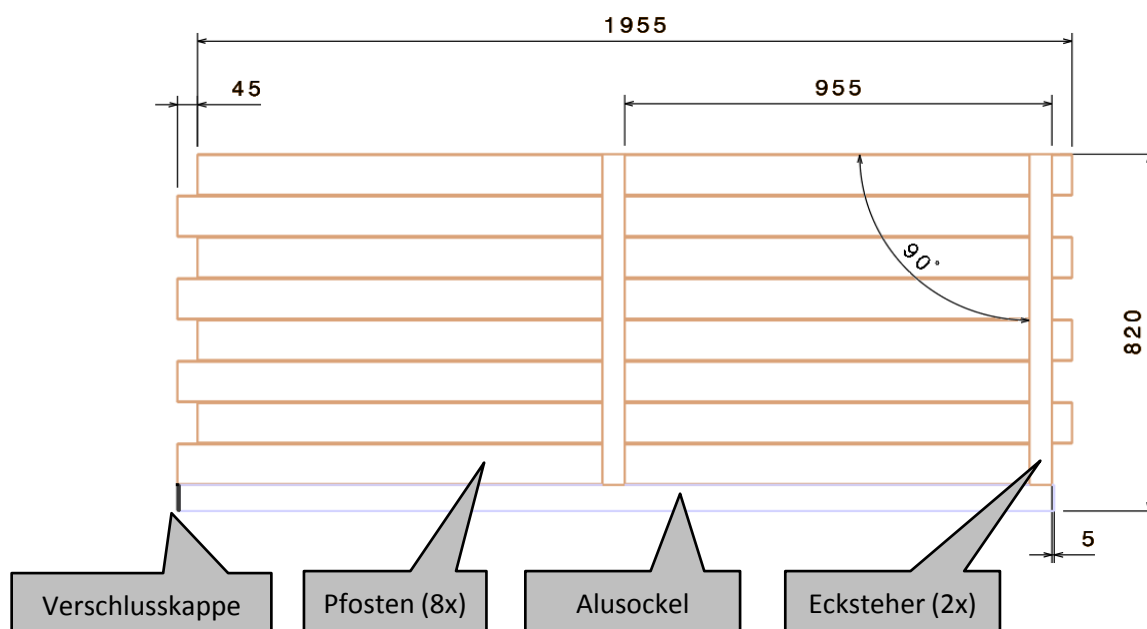 1955
45
955
90°
820
5
Verschlusskappe
Pfosten (8x)
Alusockel
Ecksteher (2x)